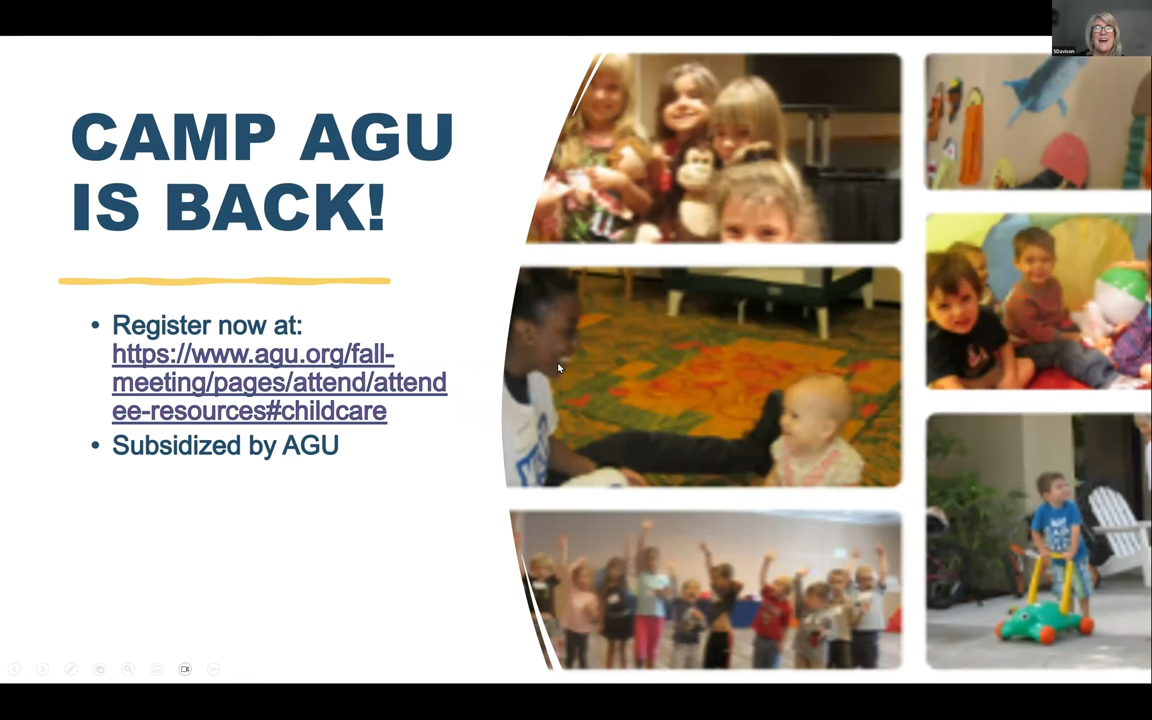 SDavison
CAMP AGU
IS BACK!
• Register now at:
https://www.agu.org/fall-
meeting/pages/attend/attend
ee-resources#childcare
• Subsidized by AGU